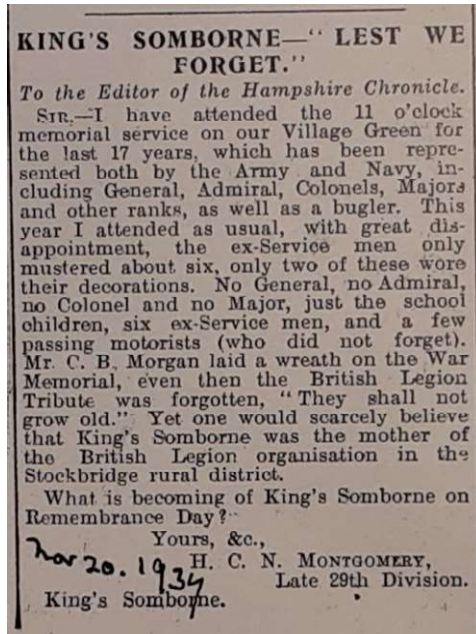 KING'S SOMBORNE—"LEST WE
FORGET."
To the Editor of the Hampshire Chronicle.
SIR.—I have attended the 11 o'clock
memorial service on our Village Green for
the last 17 years, which has been repre-
sented both by the Army and Navy, in-
cluding General, Admiral, Colonels, Majors
and other ranks, as well as a bugler. This
year I attended as usual, with great dis-
appointment, the ex-Service men only
mustered about six, only two of these wore
their decorations. No General, no Admiral,
no Colonel and no Major, just the school
children, six ex-Service men, and a few
passing motorists (who did not forget).
Mr. C. B. Morgan laid a wreath on the War
Memorial, even then the British Legion
Tribute was forgotten, "They shall not
grow old." Yet one would scarcely believe
that King's Somborne was the mother of
the British Legion organisation in the
Stockbridge rural district.
What is becoming of King's Somborne on
Remembrance Day?
Yours, &c.,
H. C. N. MONTGOMERY,
Nov 20. 1937
Late 29th Division.
King's Somborne.